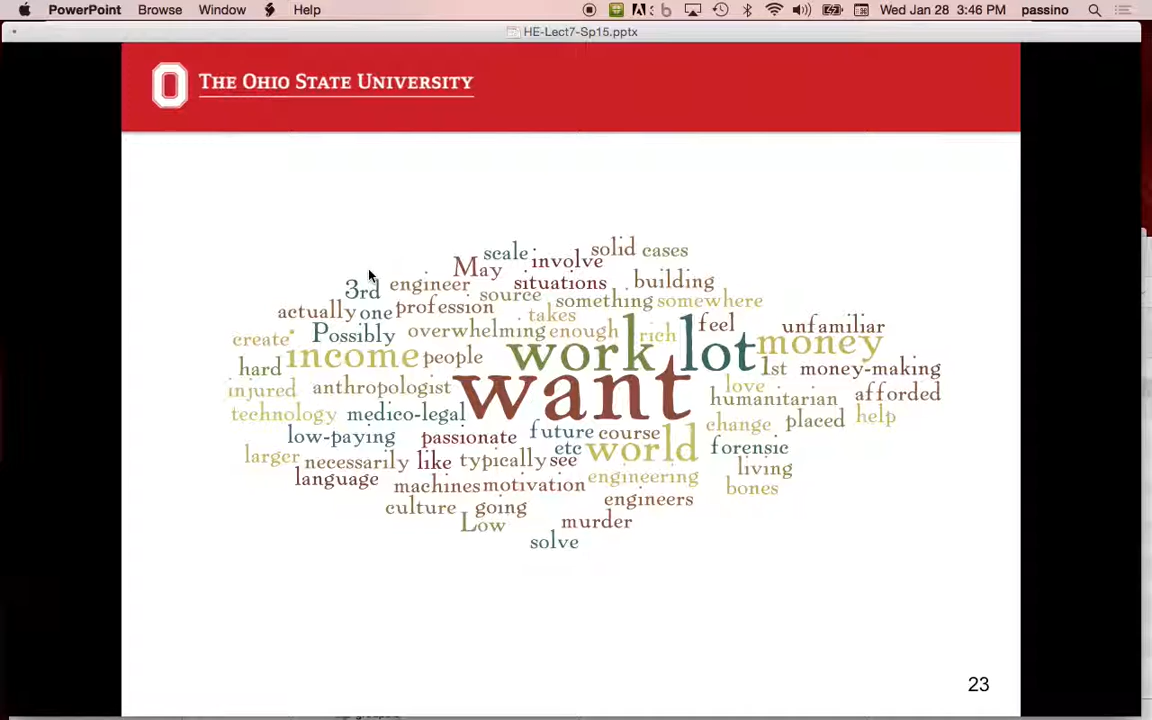 PowerPoint Browse Window Help Wed Jan 28 3:46 PM passino
HE-Lect7-Sp15.pptx
THE OHIO STATE UNIVERSITY
scale involve solid cases
May situations building
3rd engineer source something somewhere
actually one profession takes
create Possibly overwhelming enough rich feel unfamiliar
hard income people work lot money
1st money-making
injured anthropologist want love humanitarian afforded
technology medico-legal change placed help
low-paying passionate future course etc world forensic
larger necessarily like typically see living
language machines motivation engineering bones
culture going engineers
Low murder
solve
23